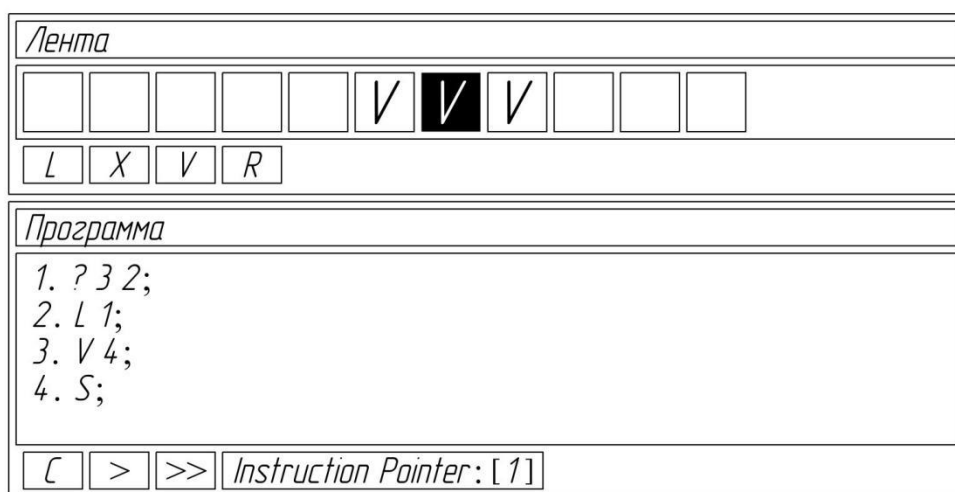 Лента
V V V
L X V R
Программа
1. ? 3 2;
2. L 1;
3. V 4;
4. S;
C > >> Instruction Pointer: [1]